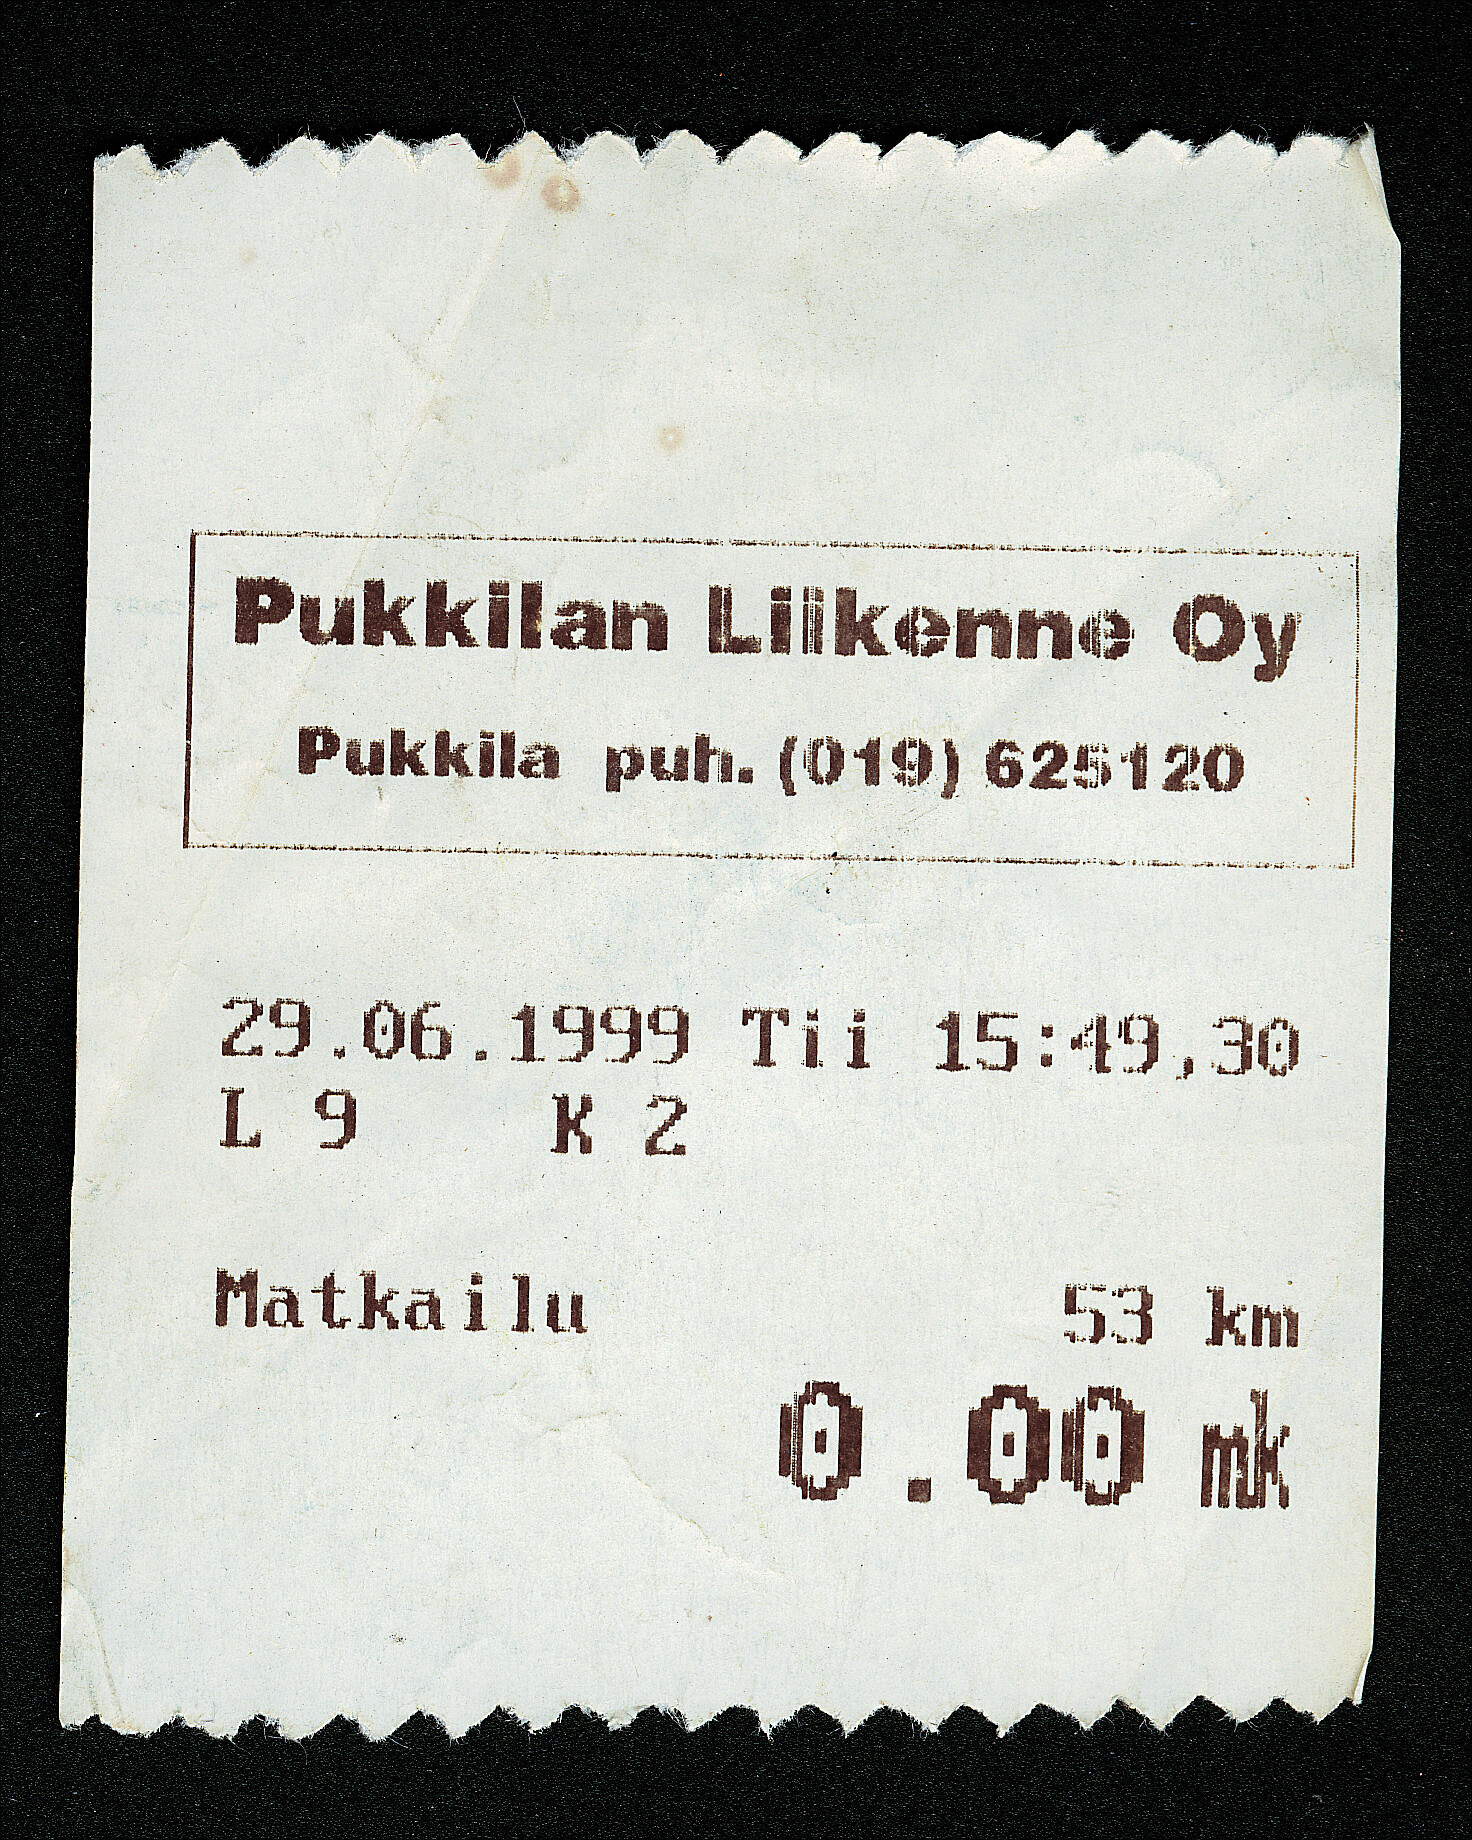 Pukkilan Liikenne Oy
Pukkila puh. (019) 625120
29.06.1999 Tii 15:49,30
L 9 K 2
Matkailu 53 km
0.00 mk